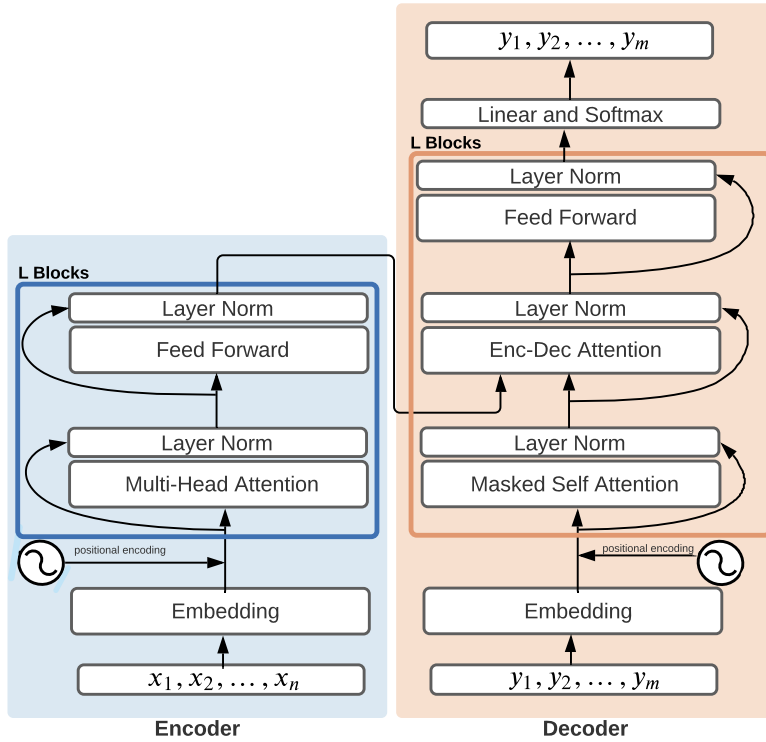 y₁, y₂, ..., yₘ
Linear and Softmax
L Blocks
Layer Norm
Feed Forward
Layer Norm
Enc-Dec Attention
Layer Norm
Masked Self Attention
positional encoding
Embedding
y₁, y₂, ..., yₘ
Decoder
L Blocks
Layer Norm
Feed Forward
Layer Norm
Multi-Head Attention
positional encoding
Embedding
x₁, x₂, ..., xₙ
Encoder